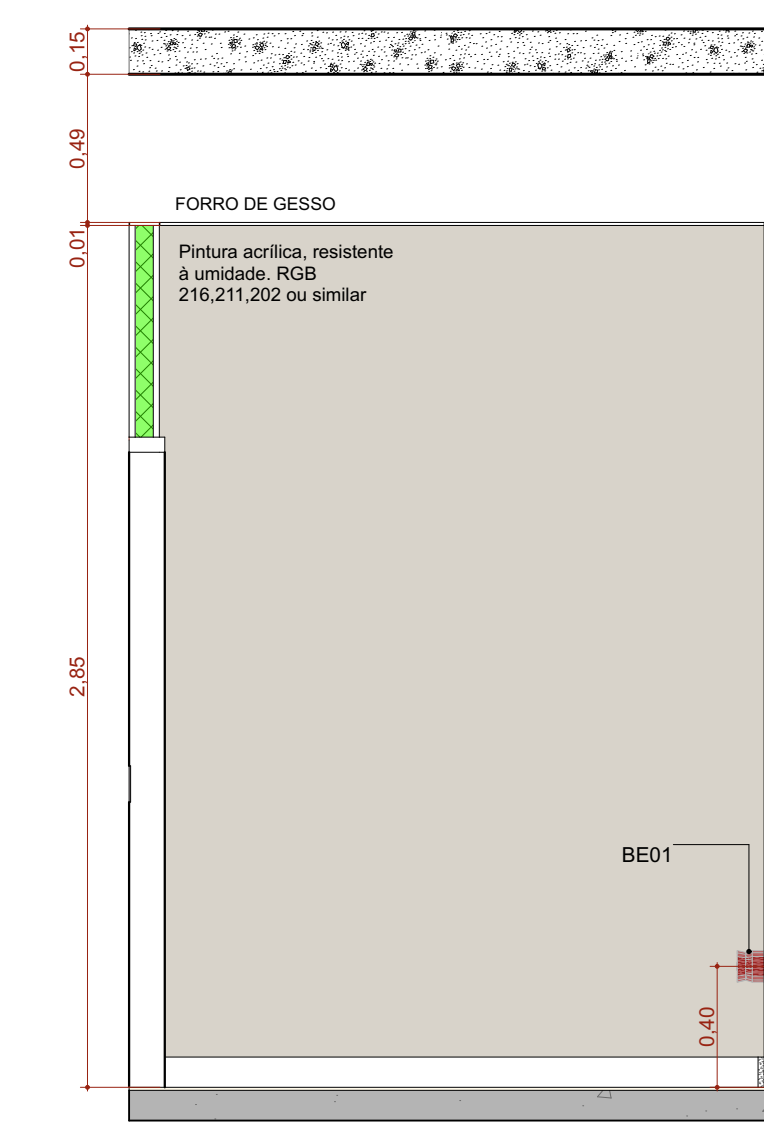 0,15
0,49
FORRO DE GESSO
0,01
Pintura acrílica, resistente
à umidade. RGB
216,211,202 ou similar
2,85
BE01
0,40